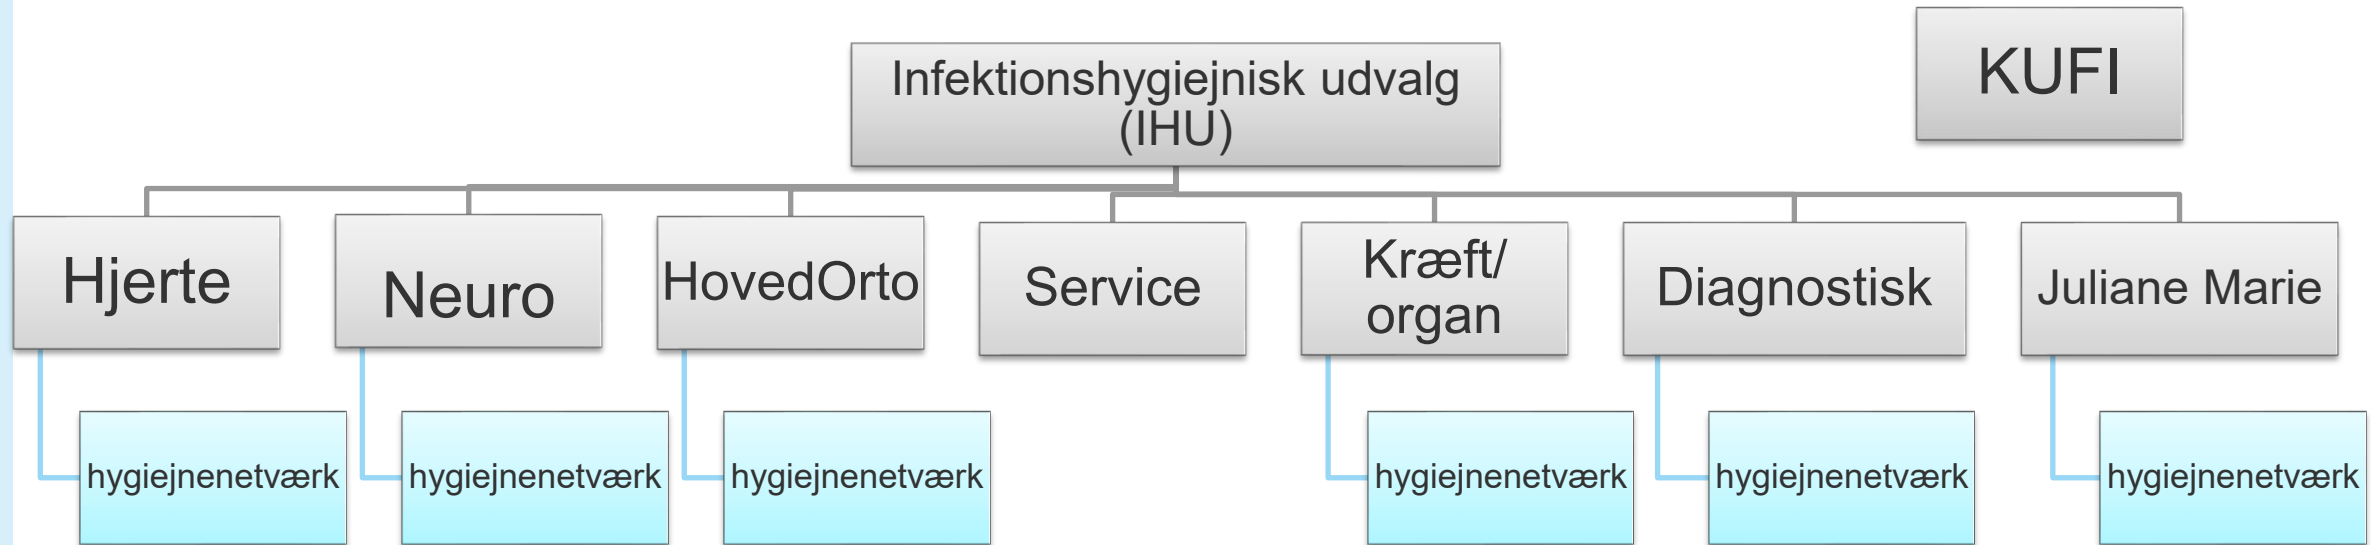 KUFI
Infektionshygiejnisk udvalg
(IHU)
Hjerte
Neuro
HovedOrto
Service
Kræft/
organ
Diagnostisk
Juliane Marie
hygiejnenetværk
hygiejnenetværk
hygiejnenetværk
hygiejnenetværk
hygiejnenetværk
hygiejnenetværk